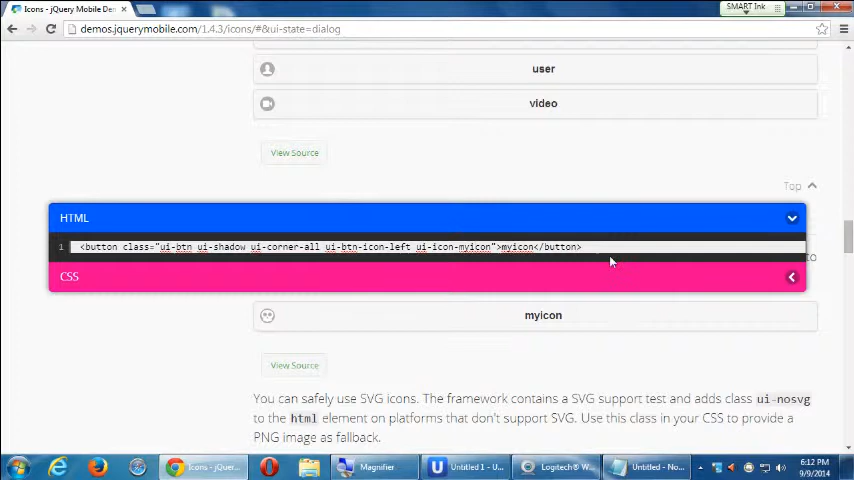 Icons - jQuery Mobile De
SMART Ink
demos.jquerymobile.com/1.4.3/icons/#&ui-state=dialog
user
video
View Source
Top
HTML
1 <button class="ui-btn ui-shadow ui-corner-all ui-btn-icon-left ui-icon-myicon">myicon</button>
to
CSS
myicon
View Source
You can safely use SVG icons. The framework contains a SVG support test and adds class ui-nosvg
to the html element on platforms that don't support SVG. Use this class in your CSS to provide a
PNG image as fallback.
Icons - jQuer...
Magnifier
Untitled 1 - U...
Logitech® W...
Untitled - No...
6:12 PM
9/9/2014